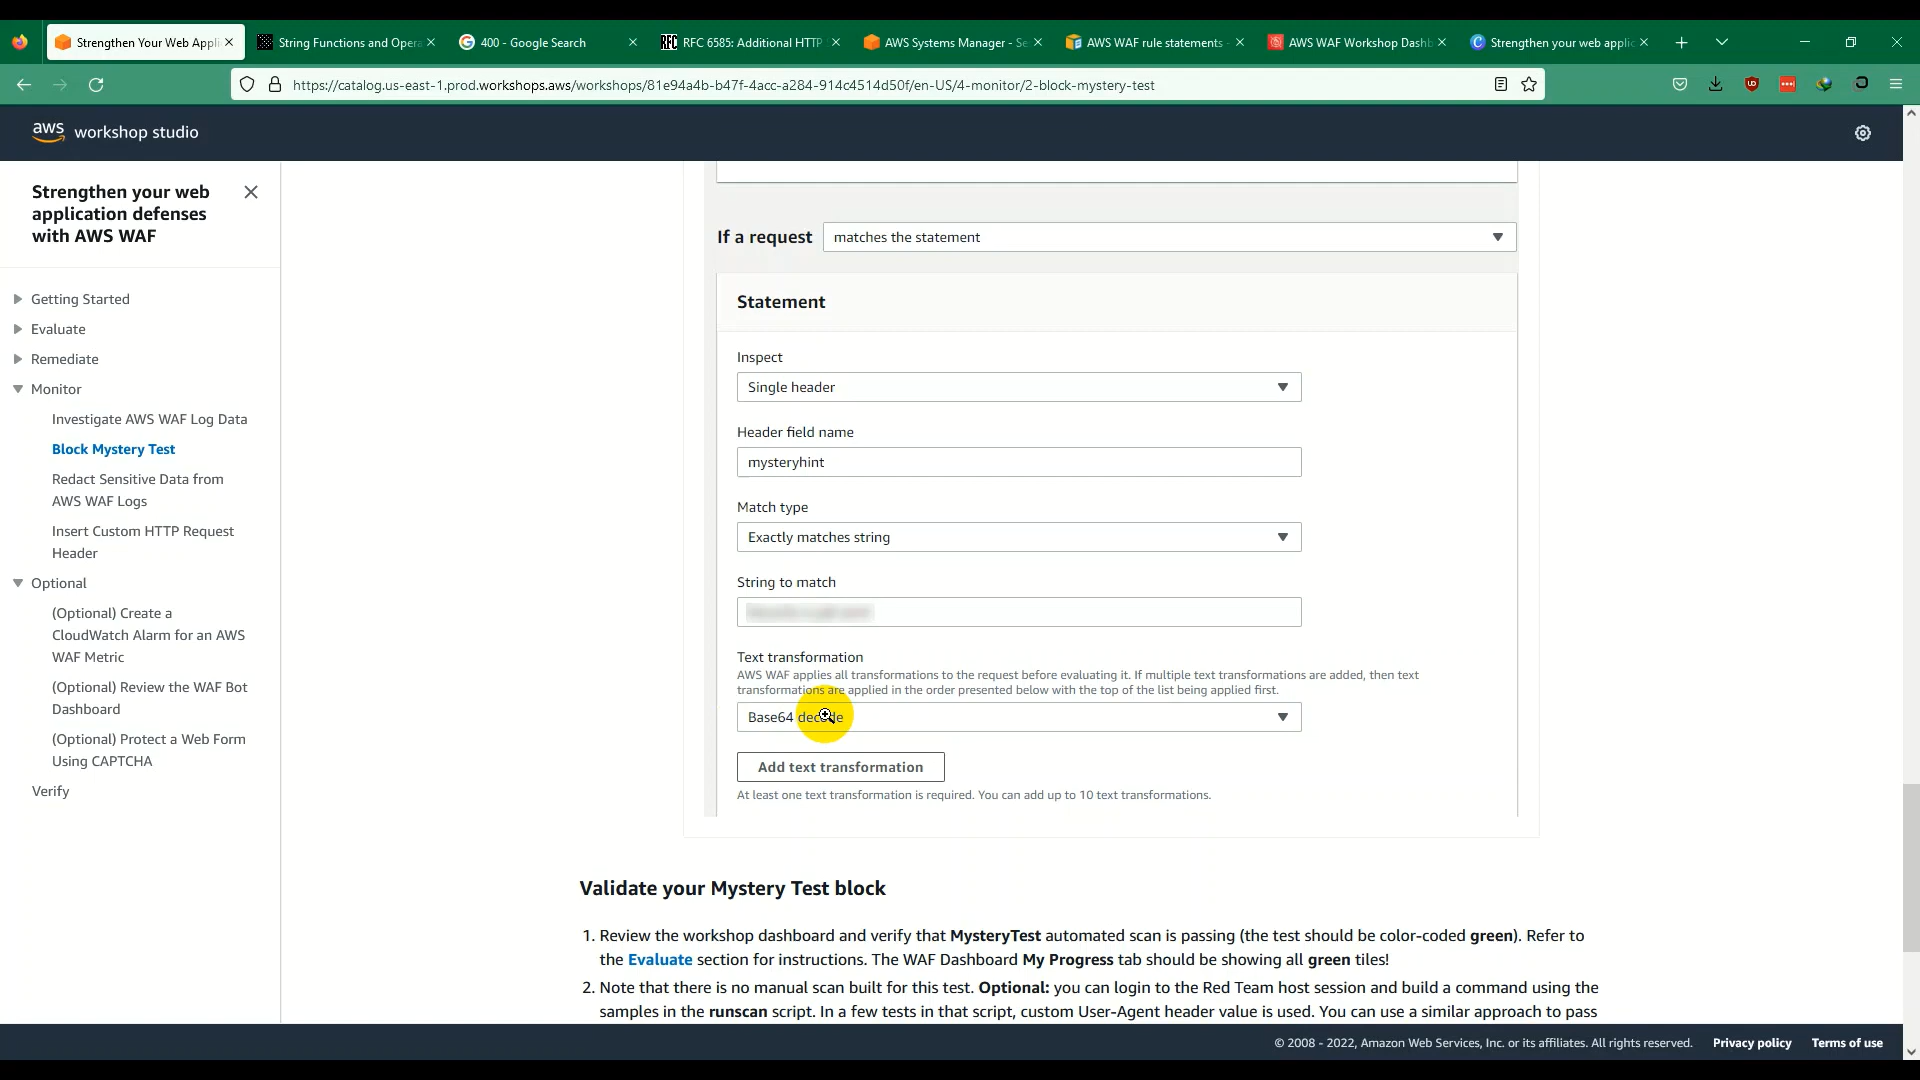 Strengthen Your Web Appli
String Functions and Opera
400 - Google Search
RFC 6585: Additional HTTP
AWS Systems Manager - Se
AWS WAF rule statements -
AWS WAF Workshop Dashb
Strengthen your web applic
https://catalog.us-east-1.prod.workshops.aws/workshops/81e94a4b-b47f-4acc-a284-914c4514d50f/en-US/4-monitor/2-block-mystery-test
aws workshop studio
Strengthen your web
application defenses
with AWS WAF
Getting Started
Evaluate
Remediate
Monitor
Investigate AWS WAF Log Data
Block Mystery Test
Redact Sensitive Data from
AWS WAF Logs
Insert Custom HTTP Request
Header
Optional
(Optional) Create a
CloudWatch Alarm for an AWS
WAF Metric
(Optional) Review the WAF Bot
Dashboard
(Optional) Protect a Web Form
Using CAPTCHA
Verify
If a request matches the statement
Statement
Inspect
Single header
Header field name
mysteryhint
Match type
Exactly matches string
String to match
Text transformation
AWS WAF applies all transformations to the request before evaluating it. If multiple text transformations are added, then text
transformations are applied in the order presented below with the top of the list being applied first.
Base64 decode
Add text transformation
At least one text transformation is required. You can add up to 10 text transformations.
Validate your Mystery Test block
1. Review the workshop dashboard and verify that MysteryTest automated scan is passing (the test should be color-coded green). Refer to
the Evaluate section for instructions. The WAF Dashboard My Progress tab should be showing all green tiles!
2. Note that there is no manual scan built for this test. Optional: you can login to the Red Team host session and build a command using the
samples in the runscan script. In a few tests in that script, custom User-Agent header value is used. You can use a similar approach to pass
© 2008 - 2022, Amazon Web Services, Inc. or its affiliates. All rights reserved. Privacy policy Terms of use